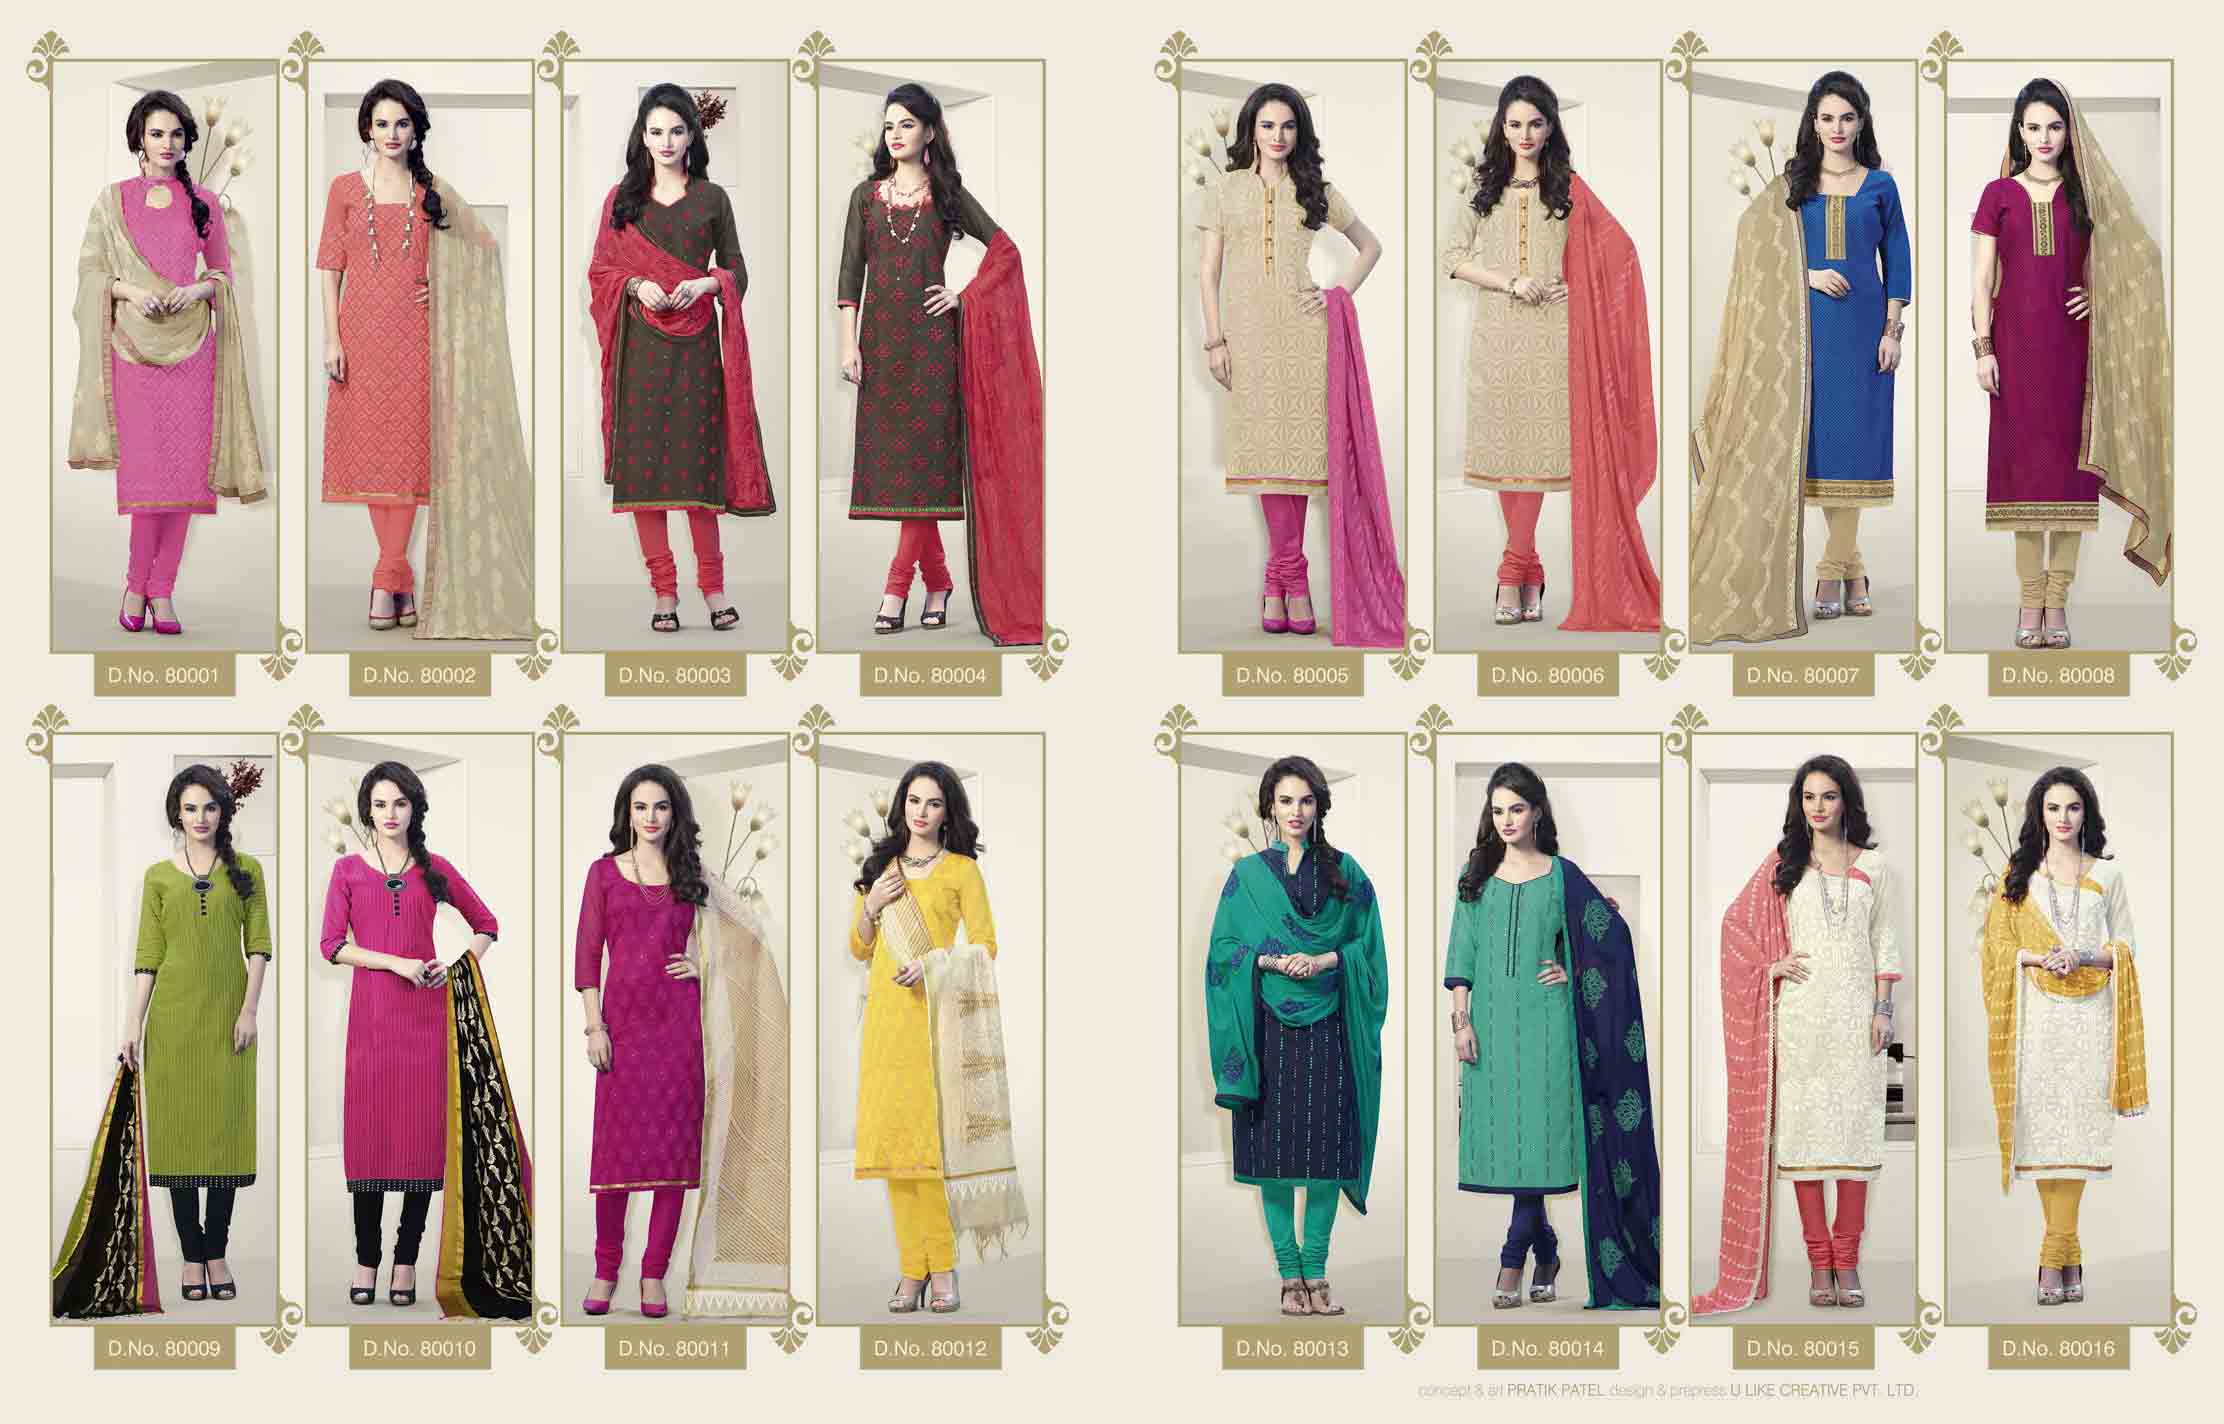 D.No. 80001
D.No. 80002
D.No. 80003
D.No. 80004
D.No. 80005
D.No. 80006
D.No. 80007
D.No. 80008
D.No. 80009
D.No. 80010
D.No. 80011
D.No. 80012
D.No. 80013
D.No. 80014
D.No. 80015
D.No. 80016
concept & art PRATIK PATEL design & prepress U LIKE CREATIVE PVT. LTD.